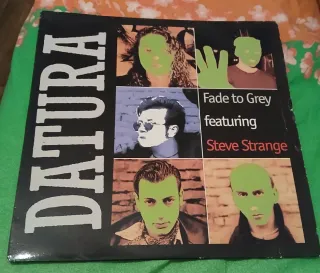 DATURA
Fade to Grey
featuring
Steve Strange